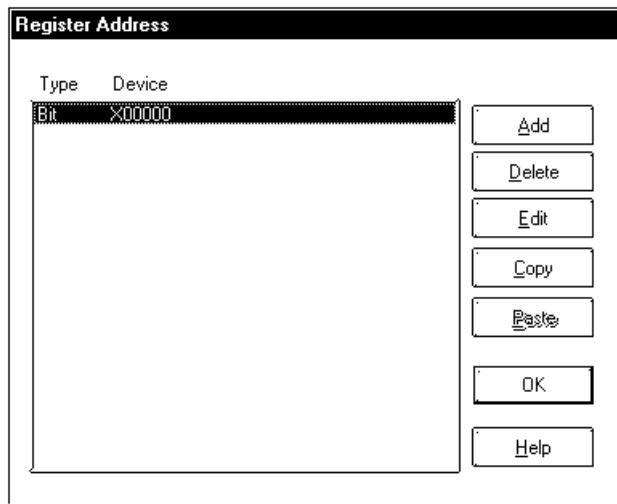 Register Address
Type Device
Bit X00000
Add
Delete
Edit
Copy
Paste
OK
Help